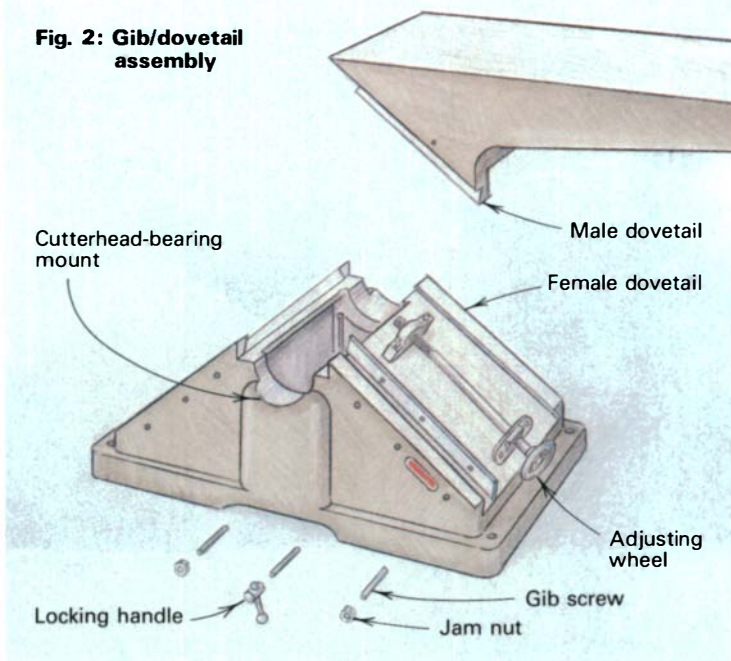 Fig. 2: Gib/dovetail
assembly
Male dovetail
Cutterhead-bearing
mount
Female dovetail
Adjusting
wheel
Locking handle
Gib screw
Jam nut